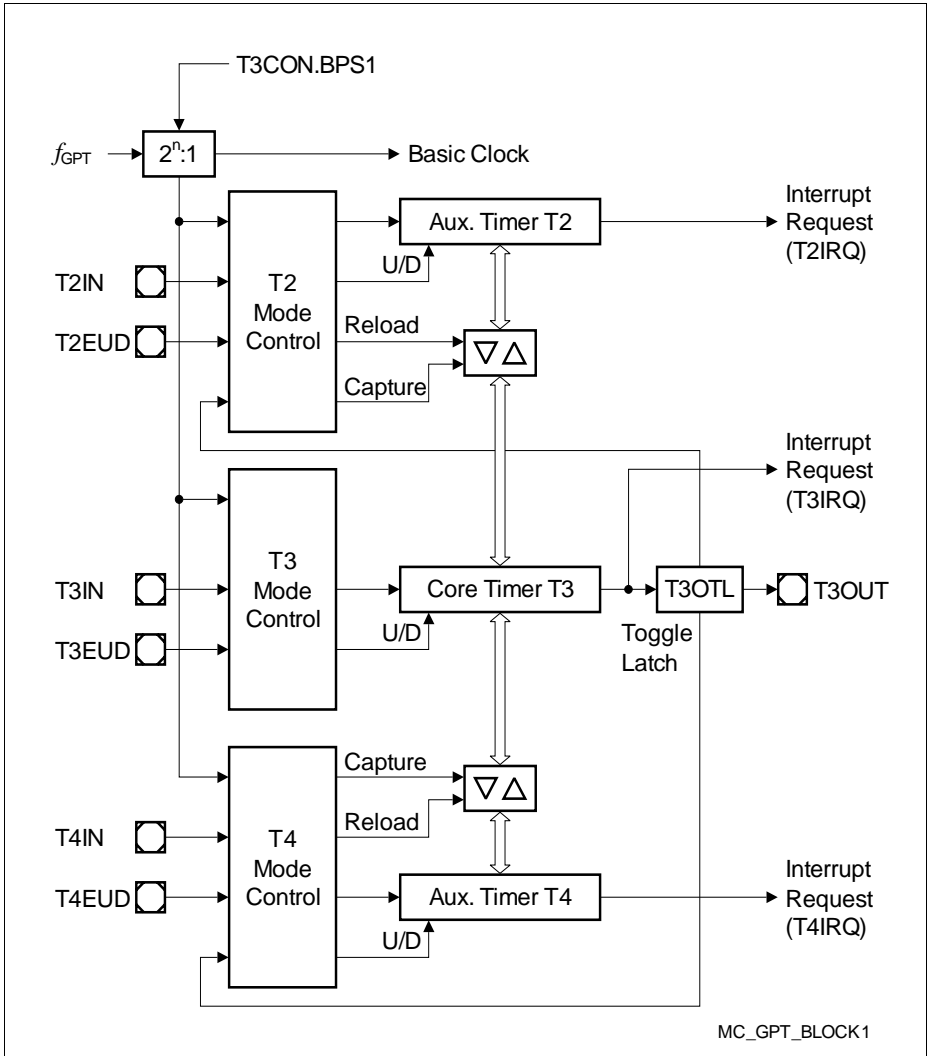 T3CON.BPS1
fGPT
2n:1
Basic Clock
Interrupt
Request
(T2IRQ)
Aux. Timer T2
U/D
T2IN
T2
Mode
Control
T2EUD
Reload
Capture
Interrupt
Request
(T3IRQ)
T3
Mode
Control
T3IN
Core Timer T3
T3OTL
T3OUT
T3EUD
U/D
Toggle
Latch
Capture
Reload
T4IN
T4
Mode
Control
T4EUD
Aux. Timer T4
U/D
Interrupt
Request
(T4IRQ)
MC_GPT_BLOCK1